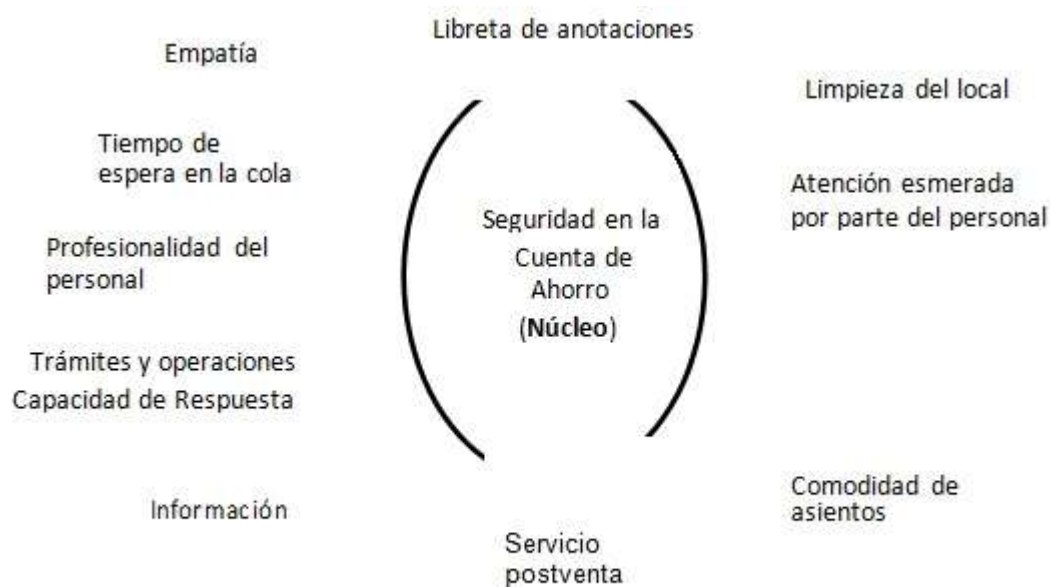 Libreta de anotaciones
Empatía
Limpieza del local
Tiempo de
espera en la cola
Atención esmerada
por parte del personal
Seguridad en la
Cuenta de
Ahorro
(Núcleo)
Profesionalidad del
personal
Trámites y operaciones
Capacidad de Respuesta
Información
Comodidad de
asientos
Servicio
postventa